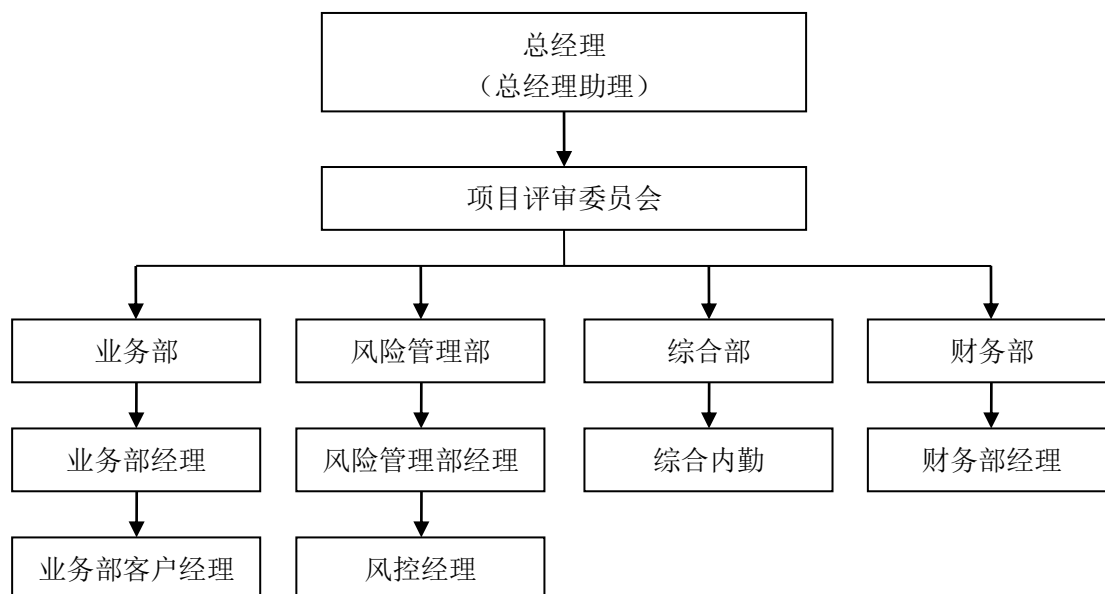 总经理
（总经理助理）
项目评审委员会
业务部
风险管理部
综合部
财务部
业务部经理
风险管理部经理
综合内勤
财务部经理
业务部客户经理
风控经理